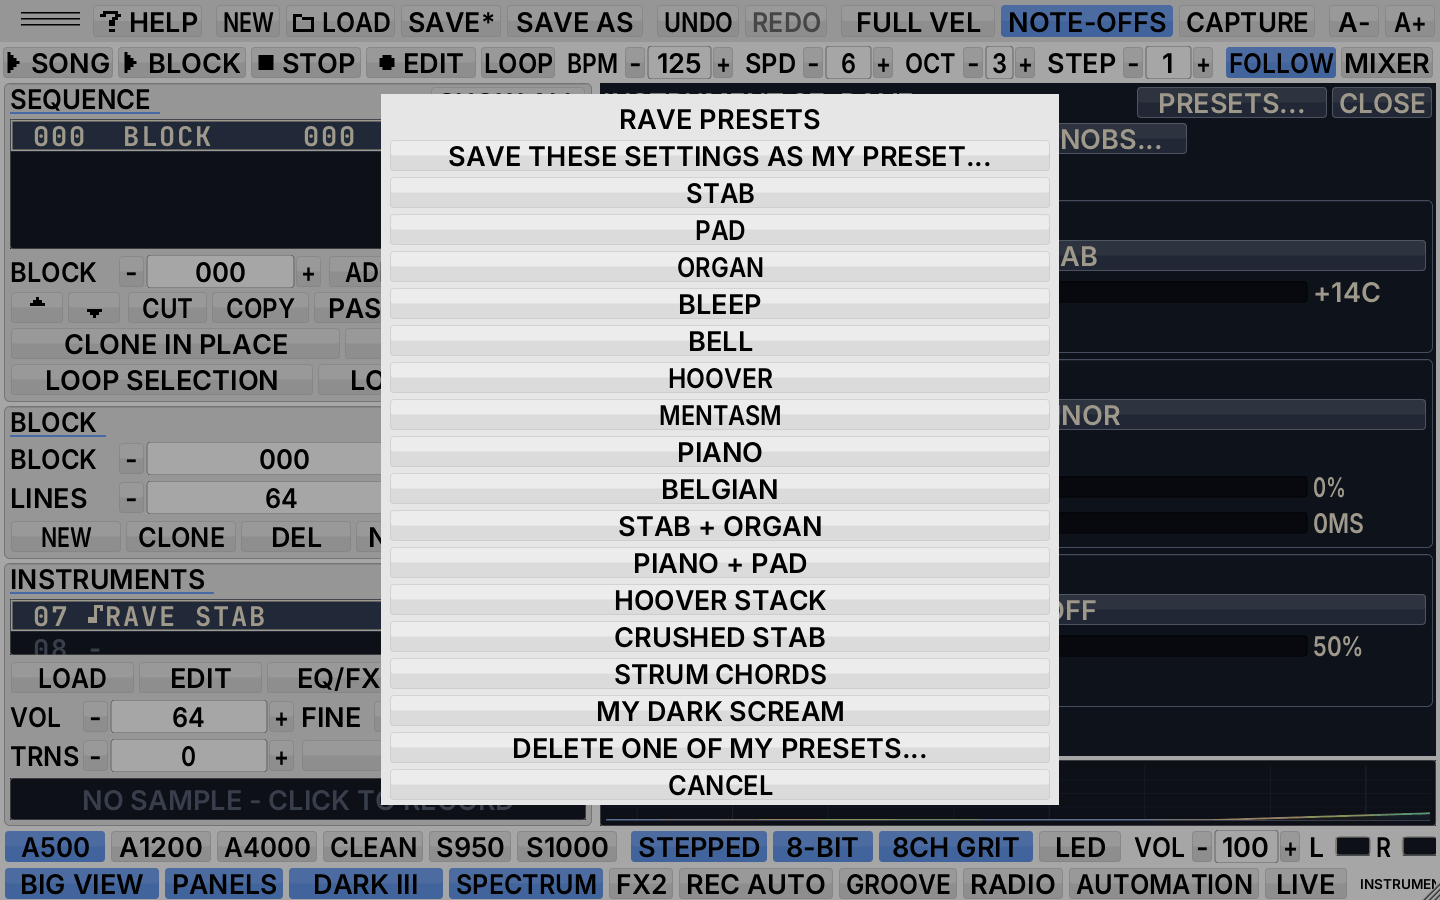 ? HELP NEW LOAD SAVE* SAVE AS UNDO REDO FULL VEL NOTE-OFFS CAPTURE A- A+
SONG BLOCK STOP EDIT LOOP BPM - 125 + SPD - 6 + OCT - 3 + STEP - 1 + FOLLOW MIXER
SEQUENCE
000 BLOCK 000
BLOCK - 000 +
CUT COPY
CLONE IN PLACE
LOOP SELECTION
BLOCK
BLOCK - 000
LINES - 64
NEW CLONE DEL
INSTRUMENTS
07 RAVE STAB
08 -
LOAD EDIT EQ/FX
VOL - 64 + FINE
TRNS - 0 +
NO SAMPLE - CLICK TO RECORD
RAVE PRESETS
SAVE THESE SETTINGS AS MY PRESET...
STAB
PAD
ORGAN
BLEEP
BELL
HOOVER
MENTASM
PIANO
BELGIAN
STAB + ORGAN
PIANO + PAD
HOOVER STACK
CRUSHED STAB
STRUM CHORDS
MY DARK SCREAM
DELETE ONE OF MY PRESETS...
CANCEL
PRESETS... CLOSE
NOBS...
AB
+14C
NOR
0%
0MS
OFF
50%
A500 A1200 A4000 CLEAN S950 S1000 STEPPED 8-BIT 8CH GRIT LED VOL - 100 + L R
BIG VIEW PANELS DARK III SPECTRUM FX2 REC AUTO GROOVE RADIO AUTOMATION LIVE INSTRUMEN